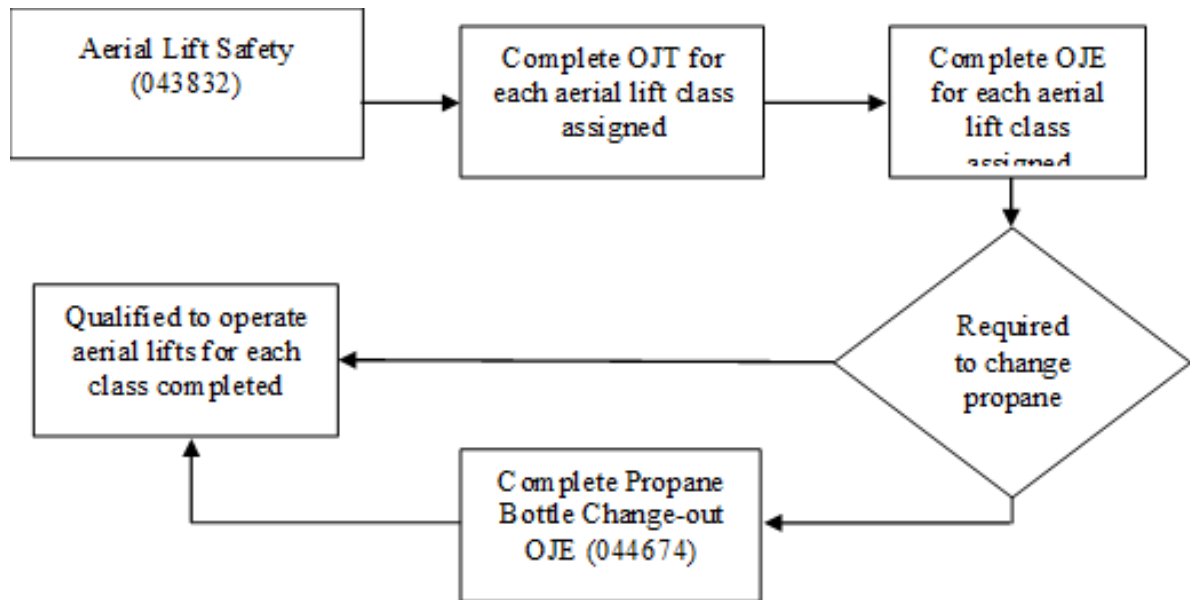 Aerial Lift Safety
(043832)
Complete OJT for
each aerial lift class
assigned
Complete OJE
for each aerial
lift class
assigned
Required
to change
propane
Qualified to operate
aerial lifts for each
class completed
Complete Propane
Bottle Change-out
OJE (044674)